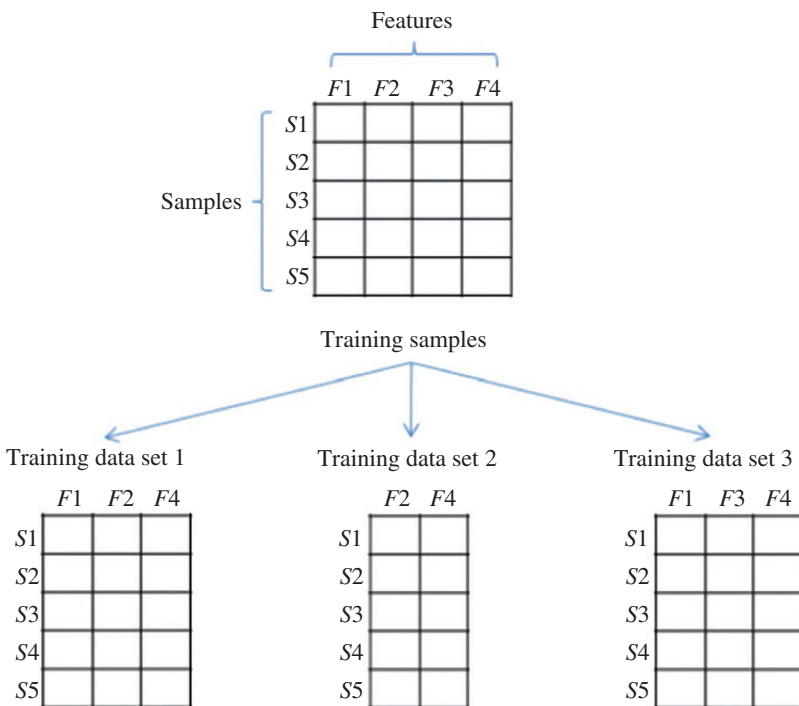 Features
F1 F2 F3 F4
S1
S2
Samples S3
S4
S5
Training samples
Training data set 1 Training data set 2 Training data set 3
F1 F2 F4 F2 F4 F1 F3 F4
S1 S1 S1
S2 S2 S2
S3 S3 S3
S4 S4 S4
S5 S5 S5